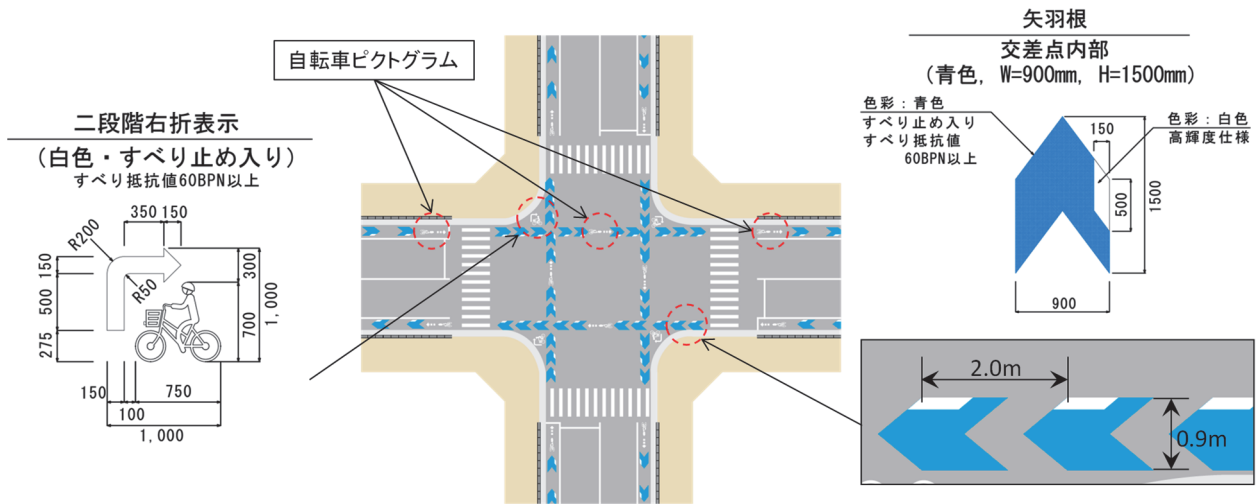 自転車ピクトグラム
二段階右折表示
(白色・すべり止め入り)
すべり抵抗値60BPN以上
350
150
R200
R50
150
500
275
300
700
1,000
150
100
750
1,000
矢羽根
交差点内部
(青色, W=900mm, H=1500mm)
色彩：青色
すべり止め入り
すべり抵抗値
60BPN以上
色彩：白色
高輝度仕様
150
500
1500
900
2.0m
0.9m